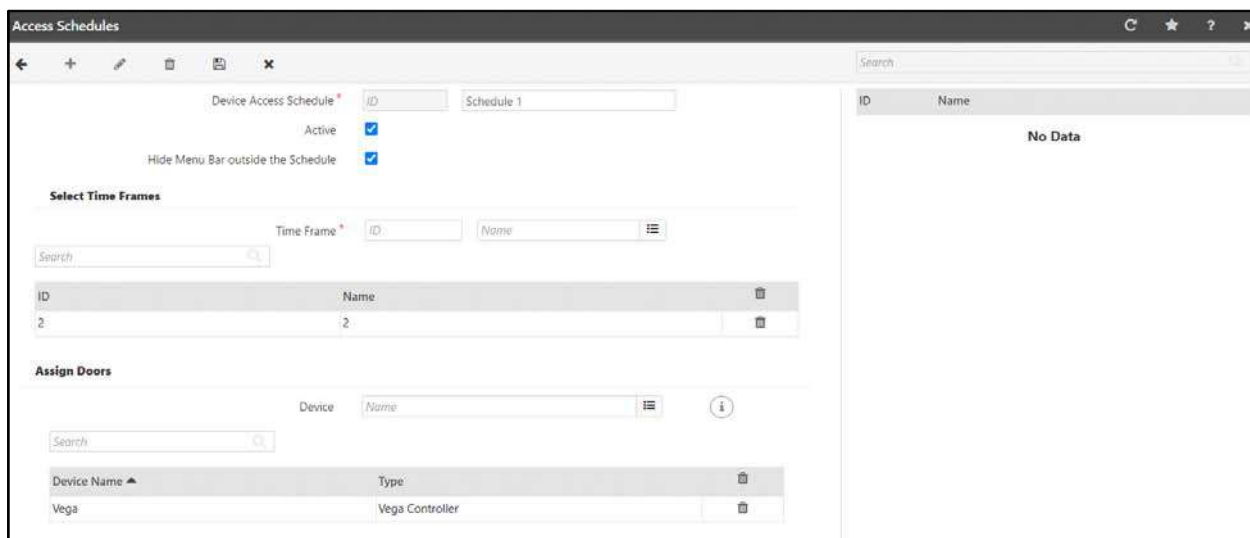 Access Schedules
Search
Device Access Schedule * ID Schedule 1
Active
Hide Menu Bar outside the Schedule
Select Time Frames
Time Frame * ID Name
Search
ID Name
2 2
Assign Doors
Device Name
Search
Device Name Type
Vega Vega Controller
ID Name
No Data